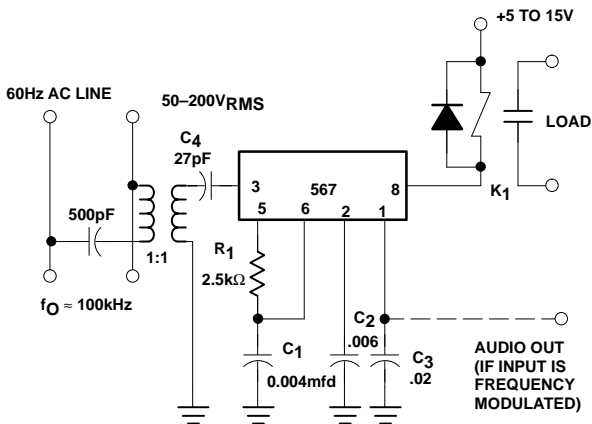 +5 TO 15V
60Hz AC LINE
50–200VRMS
C4
27pF
LOAD
3
567
8
K1
5
6
2
1
500pF
1:1
R1
2.5kΩ
fO ≈ 100kHz
C1
0.004mfd
C2
.006
C3
.02
AUDIO OUT
(IF INPUT IS
FREQUENCY
MODULATED)